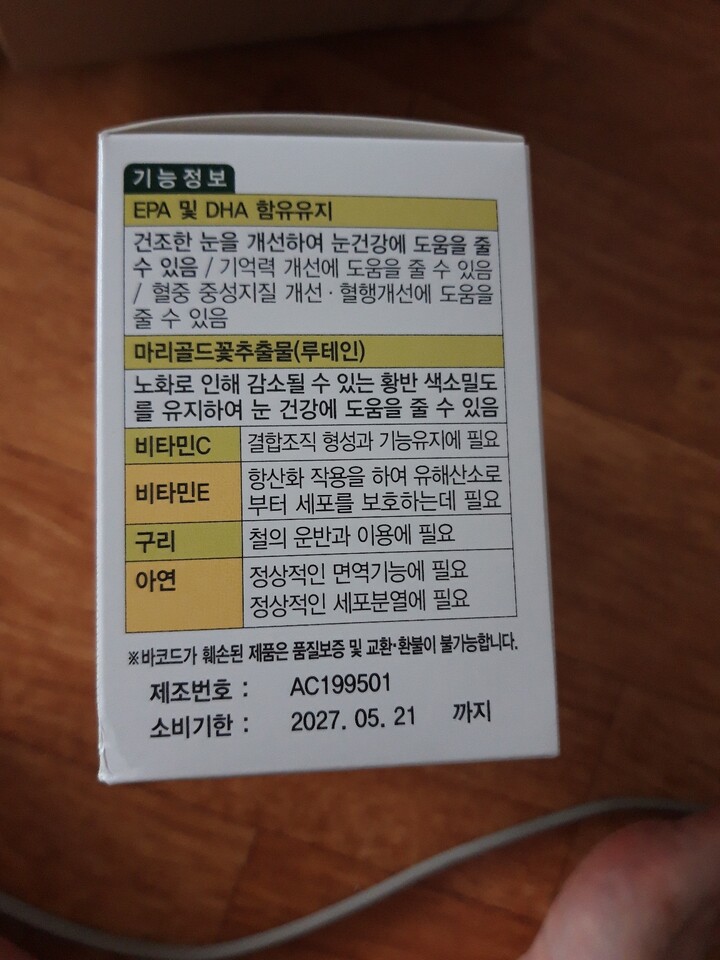 기능정보
EPA 및 DHA 함유유지
건조한 눈을 개선하여 눈건강에 도움을 줄
수 있음 / 기억력 개선에 도움을 줄 수 있음
/ 혈중 중성지질 개선 · 혈행개선에 도움을
줄 수 있음
마리골드꽃추출물(루테인)
노화로 인해 감소될 수 있는 황반 색소밀도
를 유지하여 눈 건강에 도움을 줄 수 있음
비타민C 결합조직 형성과 기능유지에 필요
비타민E 항산화 작용을 하여 유해산소로
부터 세포를 보호하는데 필요
구리 철의 운반과 이용에 필요
아연 정상적인 면역기능에 필요
정상적인 세포분열에 필요
※바코드가 훼손된 제품은 품질보증 및 교환·환불이 불가능합니다.
제조번호 : AC199501
소비기한 : 2027. 05. 21 까지